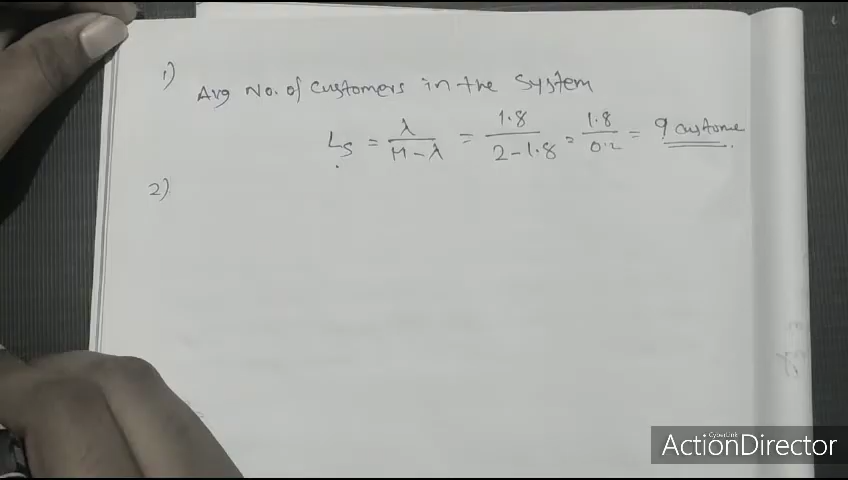 1) Avg No. of Customers in the System
Ls = λ/(M-λ) = 1.8/(2-1.8) = 1.8/0.2 = 9 custome
2)
CyberLink
ActionDirector